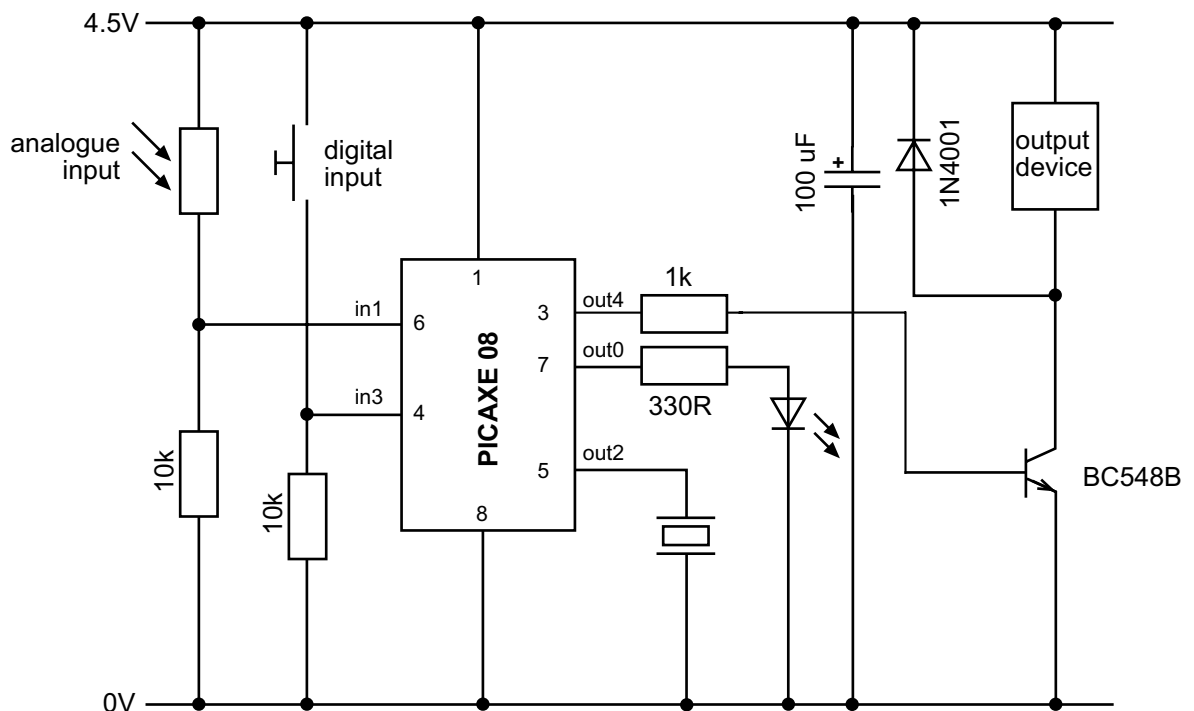 4.5V
analogue
input
digital
input
100 uF
+
1N4001
output
device
1
1k
in1
6
3
out4
out0
7
330R
PICAXE 08
in3
4
out2
5
10k
10k
8
BC548B
0V